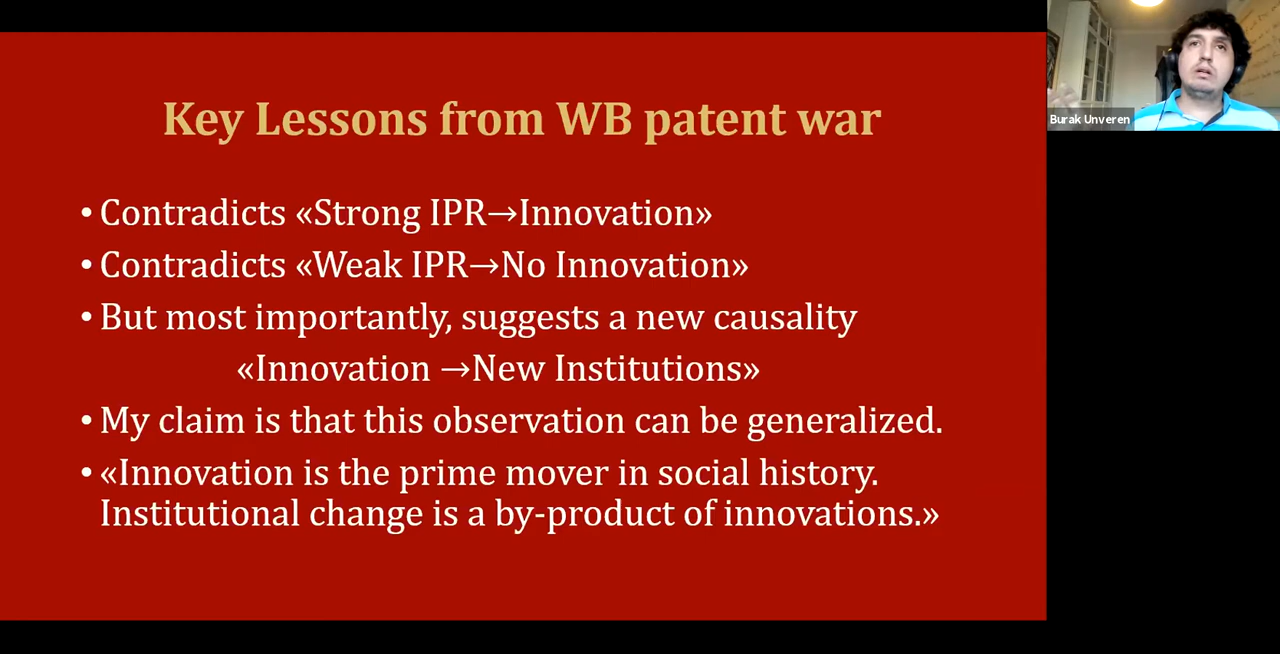 Key Lessons from WB patent war
• Contradicts «Strong IPR→Innovation»
• Contradicts «Weak IPR→No Innovation»
• But most importantly, suggests a new causality
«Innovation →New Institutions»
• My claim is that this observation can be generalized.
• «Innovation is the prime mover in social history.
Institutional change is a by-product of innovations.»
Burak Unveren